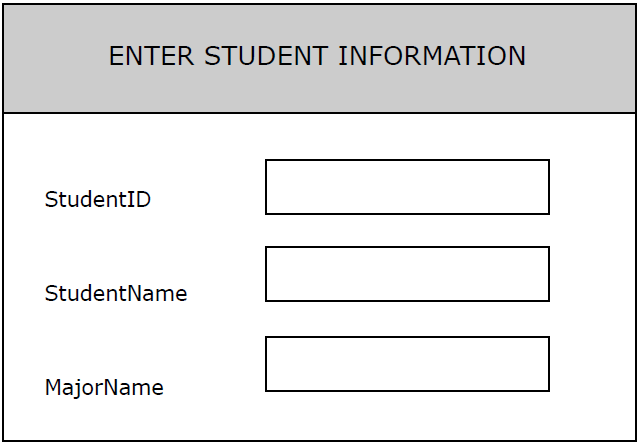 ENTER STUDENT INFORMATION
StudentID
StudentName
MajorName